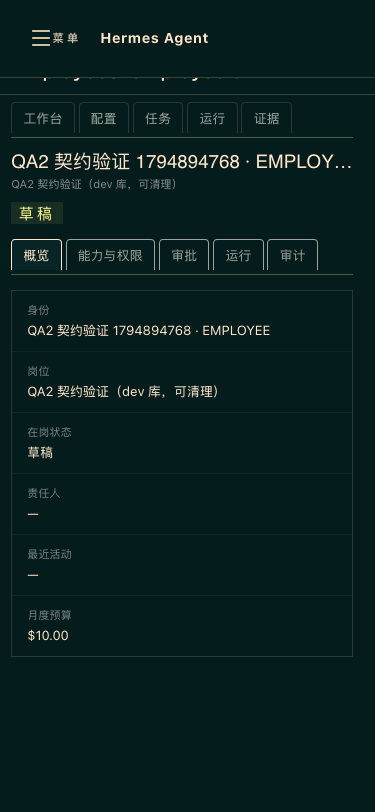 菜单 Hermes Agent
工作台 配置 任务 运行 证据
QA2 契约验证 1794894768 · EMPLOY…
QA2 契约验证（dev 库，可清理）
草稿
概览 能力与权限 审批 运行 审计
身份
QA2 契约验证 1794894768 · EMPLOYEE
岗位
QA2 契约验证（dev 库，可清理）
在岗状态
草稿
责任人
—
最近活动
—
月度预算
$10.00